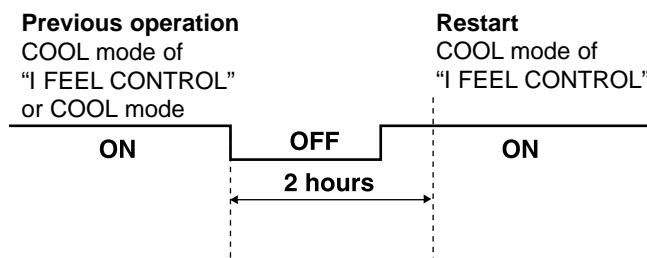 Previous operation
COOL mode of
“I FEEL CONTROL”
or COOL mode
Restart
COOL mode of
“I FEEL CONTROL”
ON
OFF
ON
2 hours